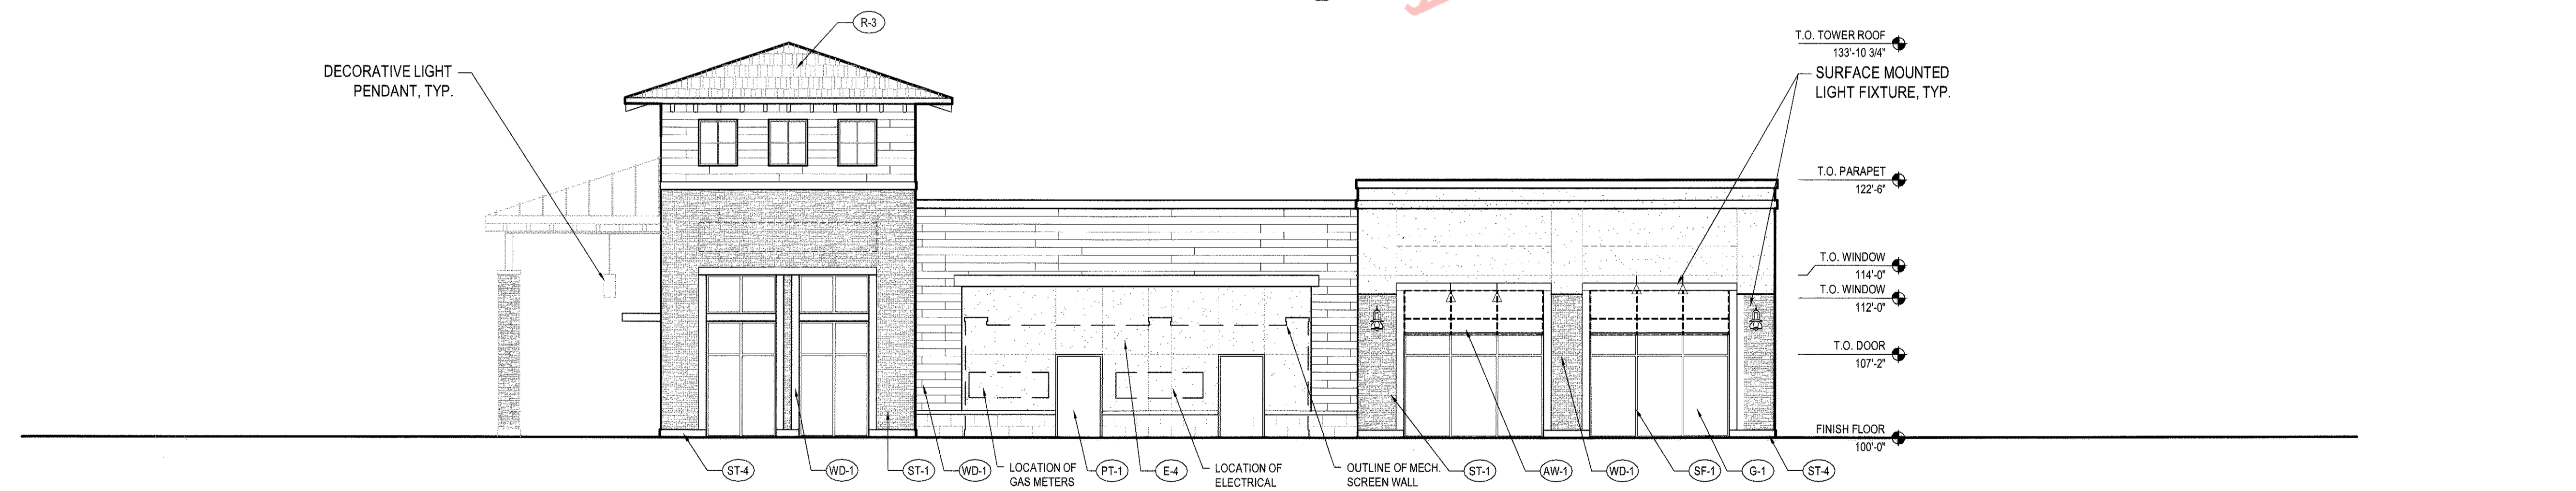 R-3
T.O. TOWER ROOF
133'-10 3/4"
DECORATIVE LIGHT
PENDANT, TYP.
SURFACE MOUNTED
LIGHT FIXTURE, TYP.
T.O. PARAPET
122'-6"
T.O. WINDOW
114'-0"
T.O. WINDOW
112'-0"
T.O. DOOR
107'-2"
FINISH FLOOR
100'-0"
ST-4
WD-1
ST-1
WD-1
LOCATION OF
GAS METERS
PT-1
E-4
LOCATION OF
ELECTRICAL
OUTLINE OF MECH.
SCREEN WALL
ST-1
AW-1
WD-1
SF-1
G-1
ST-4